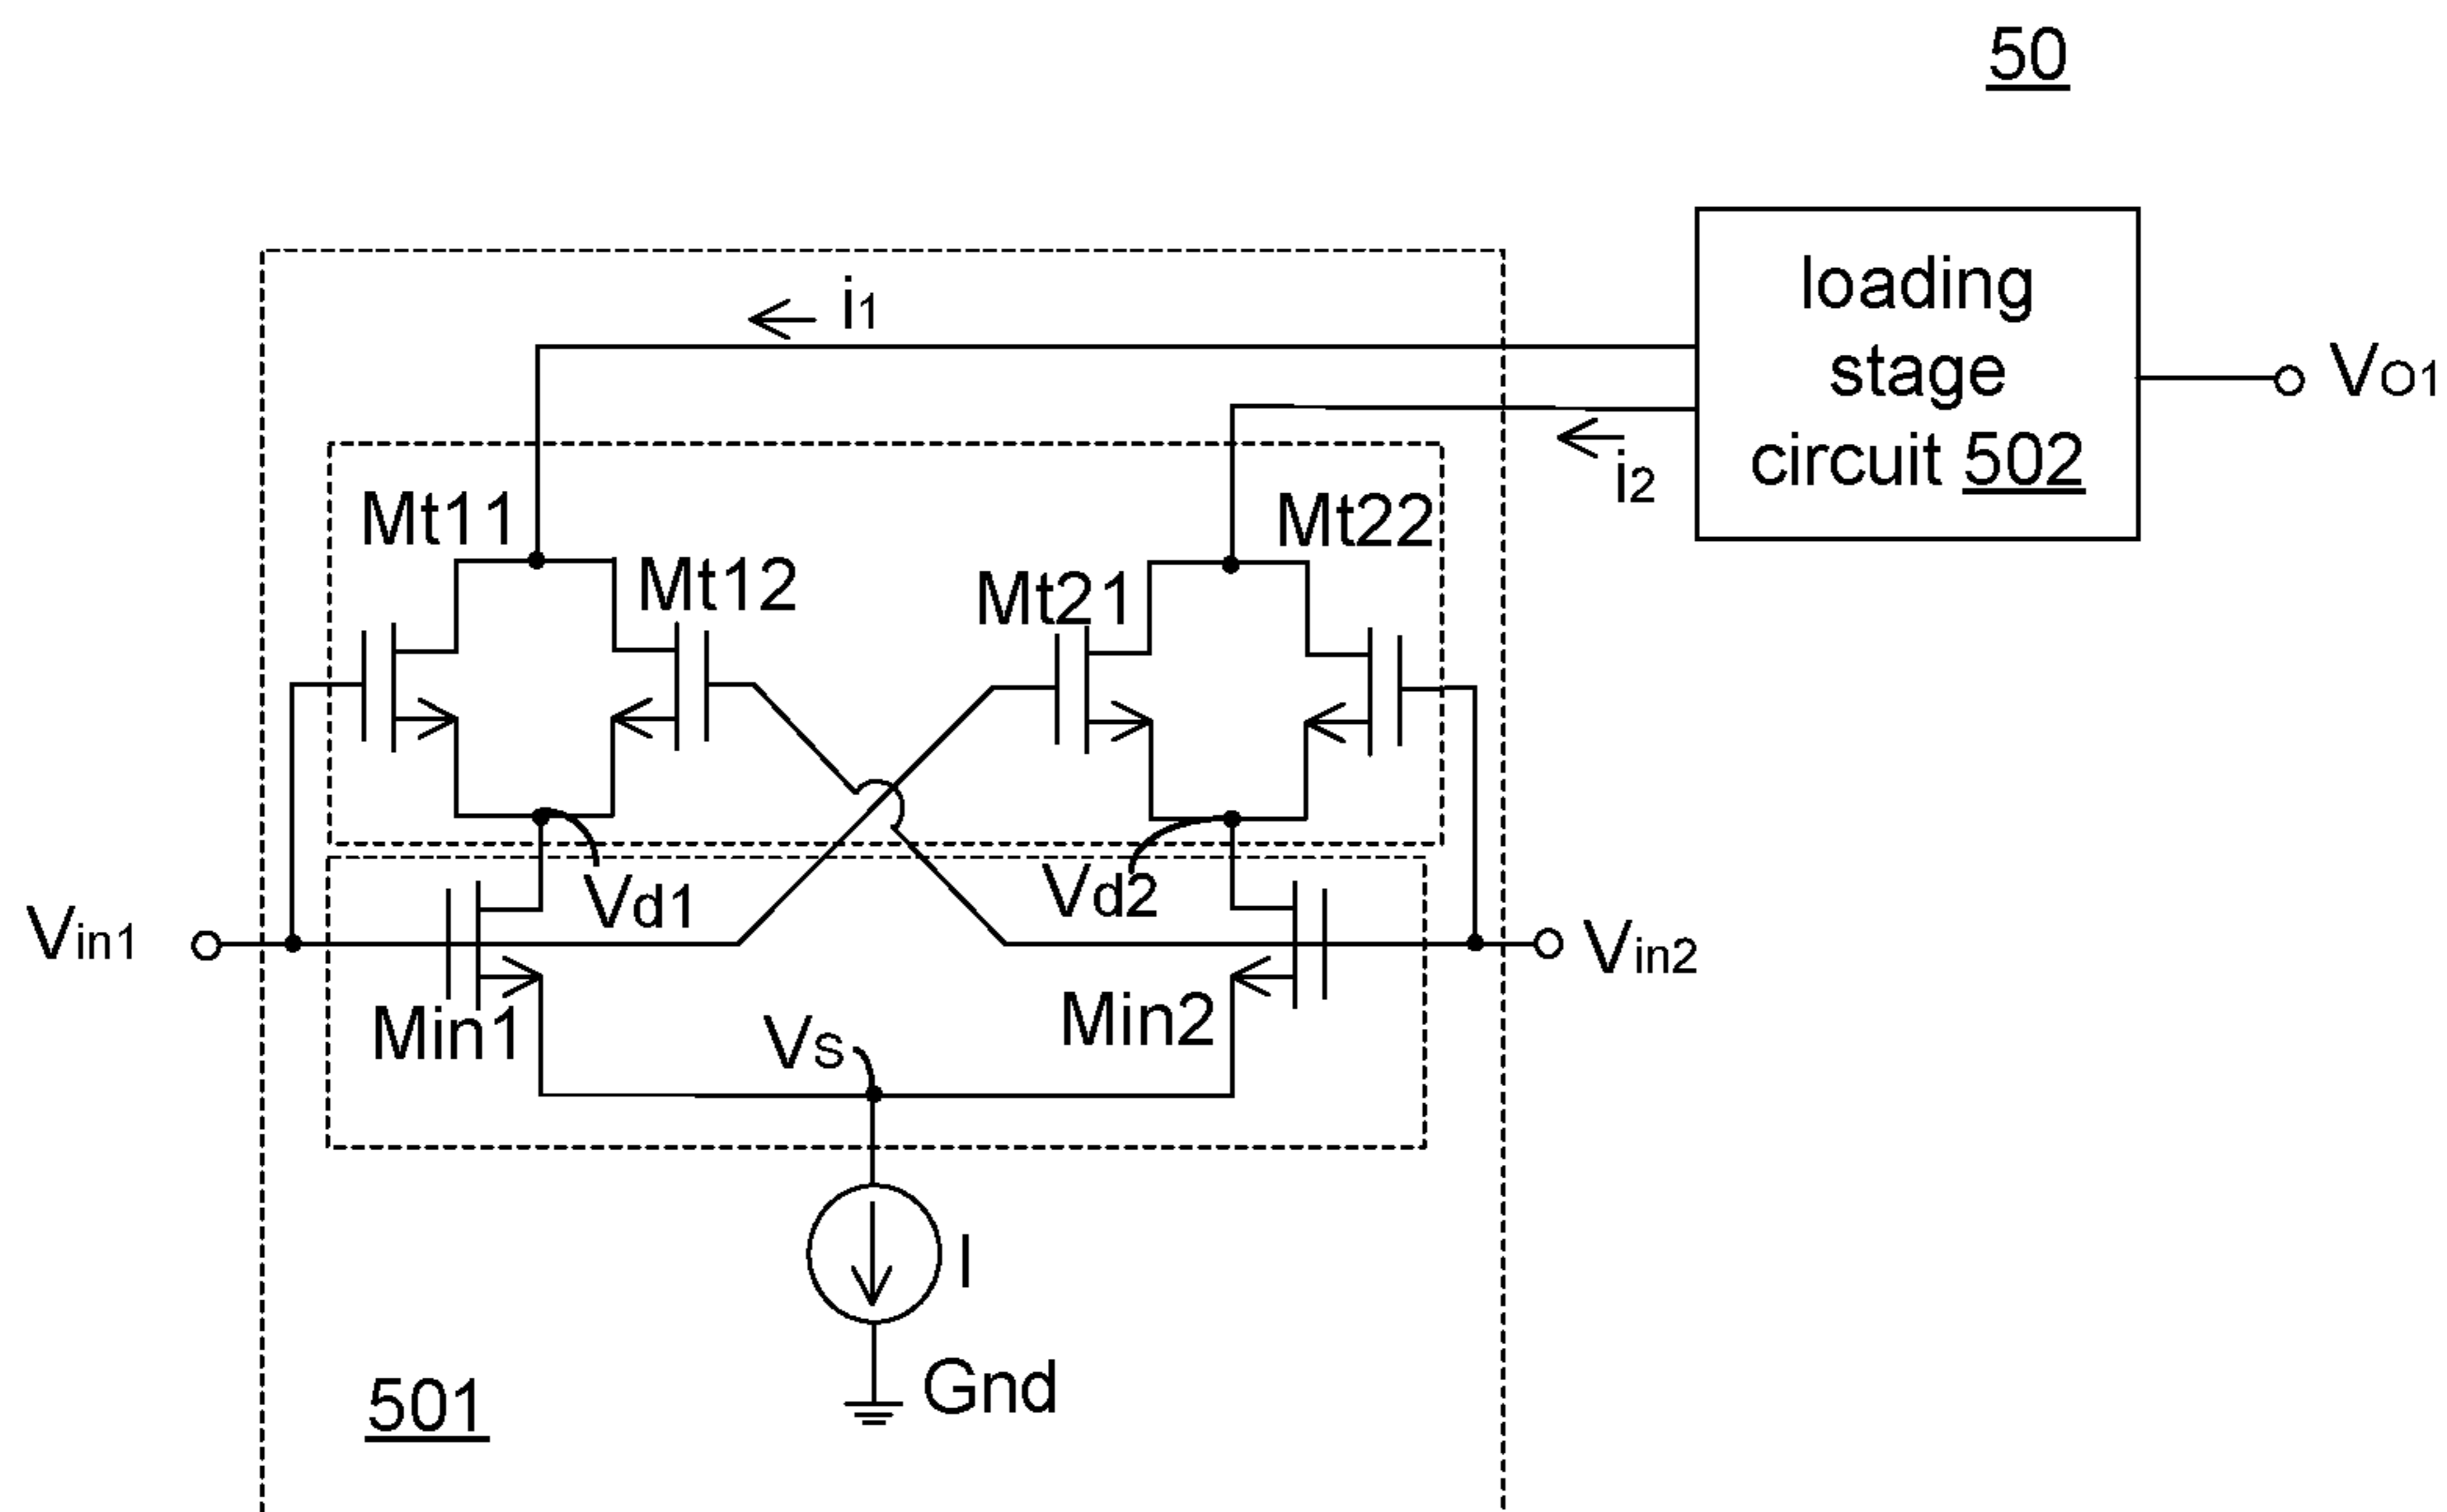 50
i1
loading
stage
circuit 502
VO1
i2
Mt11
Mt12
Mt21
Mt22
Vd1
Vd2
Vin1
Vin2
Min1
Min2
VS
I
Gnd
501